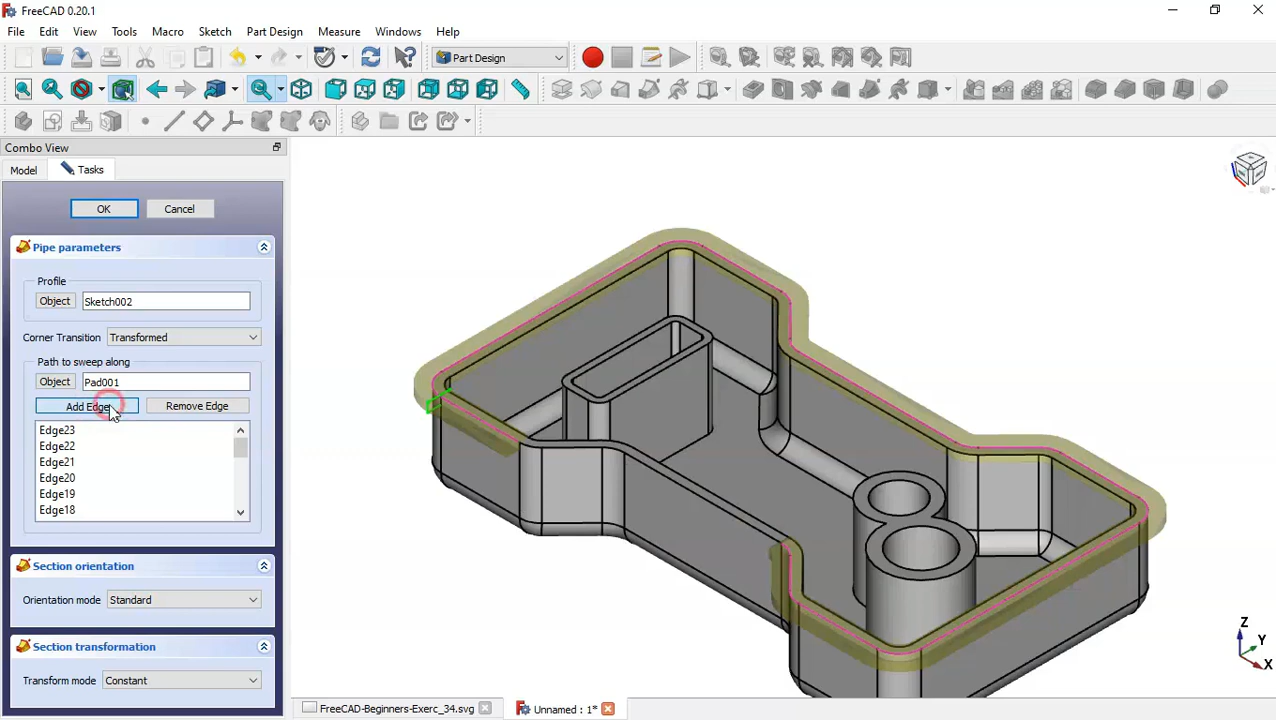 FreeCAD 0.20.1
File Edit View Tools Macro Sketch Part Design Measure Windows Help
Part Design
Combo View
Model Tasks
OK Cancel
Pipe parameters
Profile
Object Sketch002
Corner Transition Transformed
Path to sweep along
Object Pad001
Add Edge Remove Edge
Edge23
Edge22
Edge21
Edge20
Edge19
Edge18
Section orientation
Orientation mode Standard
Section transformation
Transform mode Constant
Z
Y
X
FreeCAD-Beginners-Exerc_34.svg
Unnamed : 1*